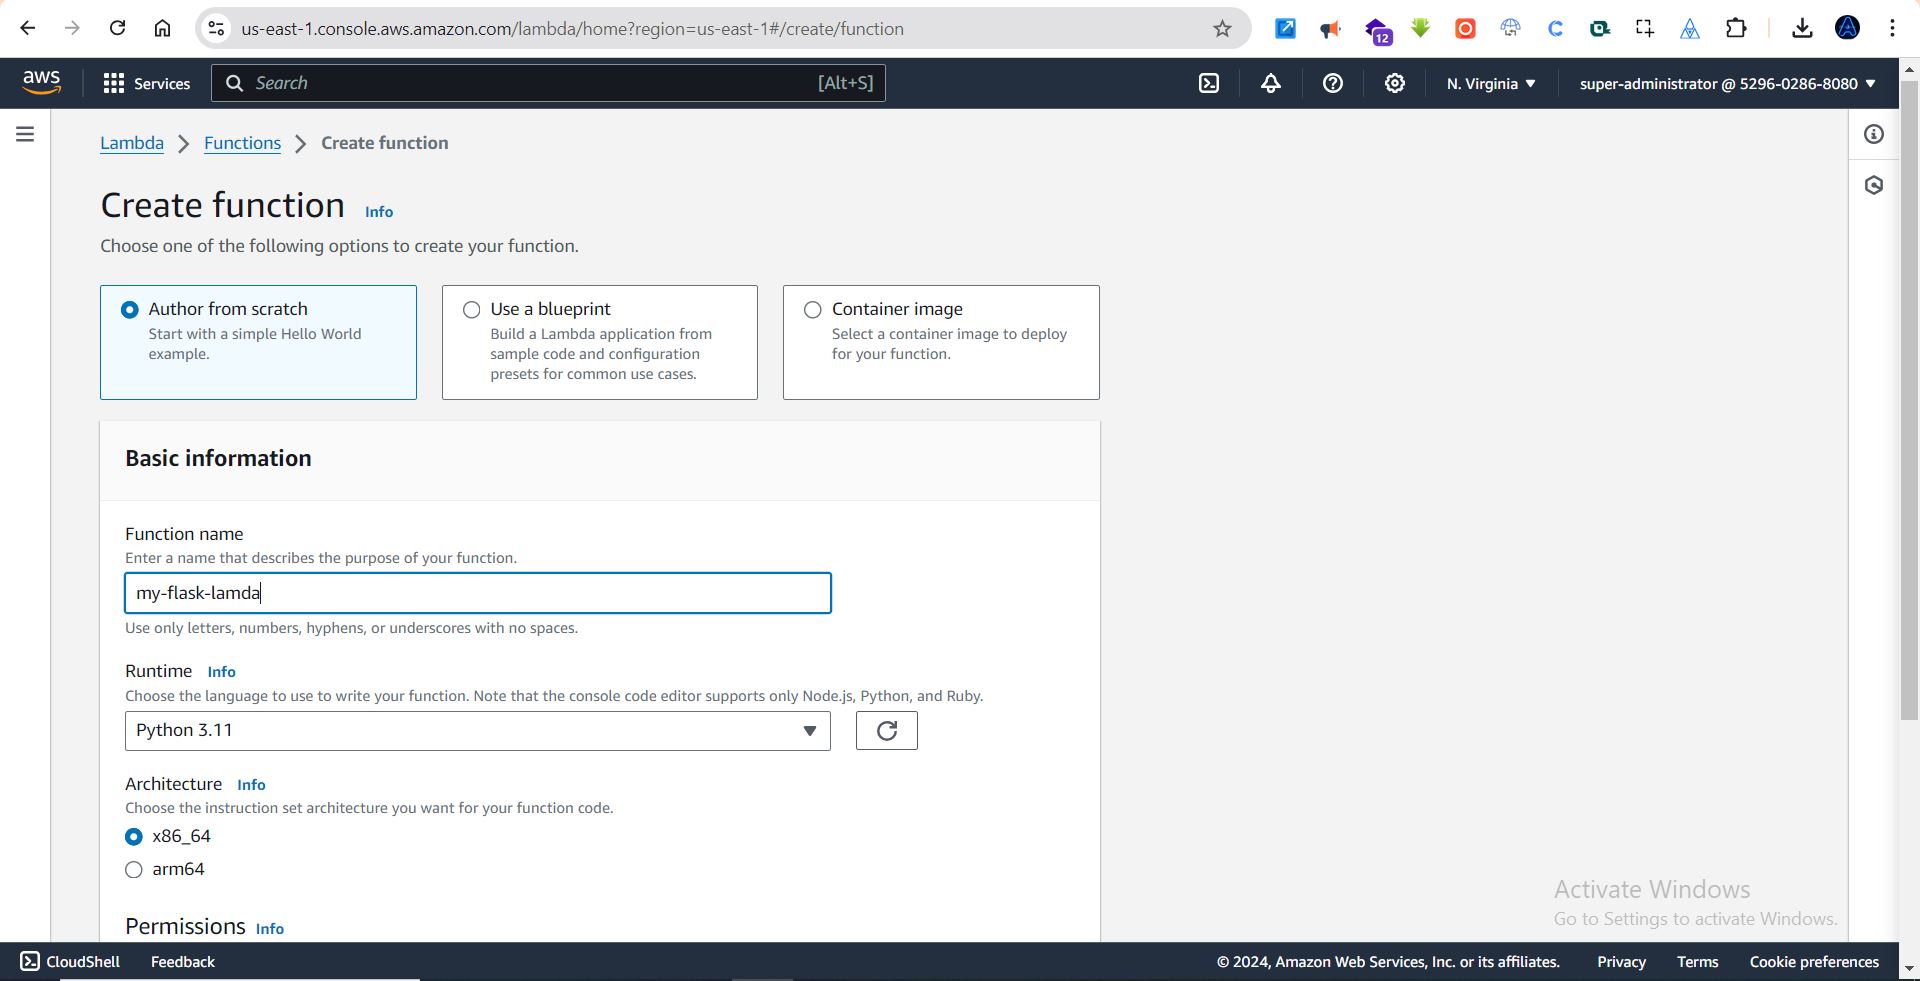 us-east-1.console.aws.amazon.com/lambda/home?region=us-east-1#/create/function
12
aws
Services
Search
[Alt+S]
N. Virginia
super-administrator @ 5296-0286-8080
Lambda
Functions
Create function
Create function Info
Choose one of the following options to create your function.
Author from scratch
Start with a simple Hello World
example.
Use a blueprint
Build a Lambda application from
sample code and configuration
presets for common use cases.
Container image
Select a container image to deploy
for your function.
Basic information
Function name
Enter a name that describes the purpose of your function.
my-flask-lamda
Use only letters, numbers, hyphens, or underscores with no spaces.
Runtime Info
Choose the language to use to write your function. Note that the console code editor supports only Node.js, Python, and Ruby.
Python 3.11
Architecture Info
Choose the instruction set architecture you want for your function code.
x86_64
arm64
Permissions Info
Activate Windows
Go to Settings to activate Windows.
CloudShell
Feedback
© 2024, Amazon Web Services, Inc. or its affiliates.
Privacy
Terms
Cookie preferences